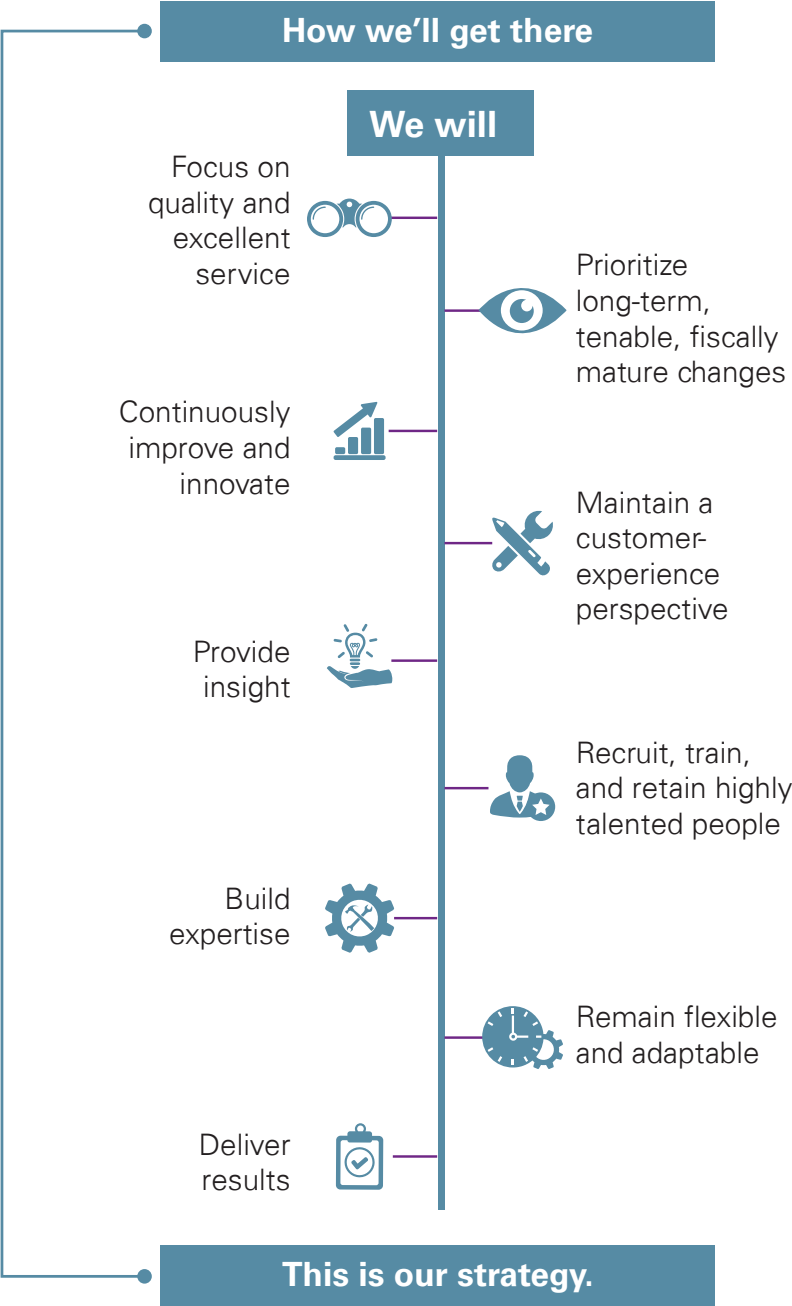 How we’ll get there
We will
Focus on
quality and
excellent
service
Prioritize
long-term,
tenable, fiscally
mature changes
Continuously
improve and
innovate
Maintain a
customer-
experience
perspective
Provide
insight
Recruit, train,
and retain highly
talented people
Build
expertise
Remain flexible
and adaptable
Deliver
results
This is our strategy.